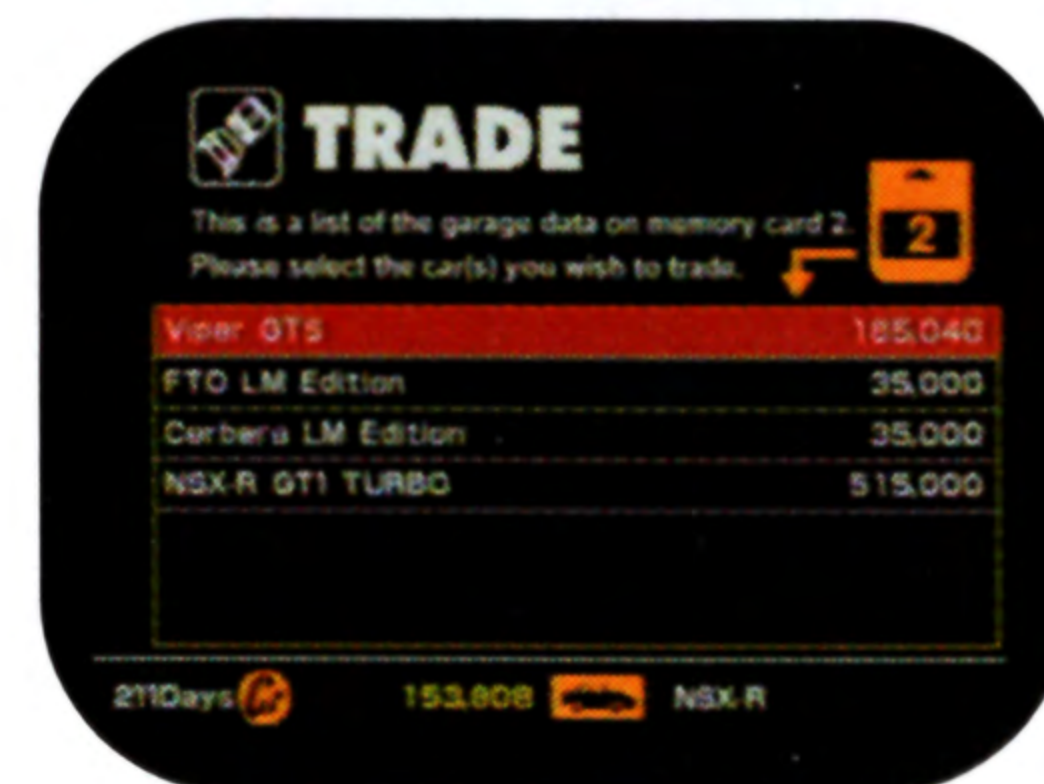 TRADE
This is a list of the garage data on memory card 2.
Please select the car(s) you wish to trade.
2
Viper GTS 185,040
FTO LM Edition 35,000
Cerbera LM Edition 35,000
NSX-R GT1 TURBO 515,000
211Days Cr 153,808 NSX-R